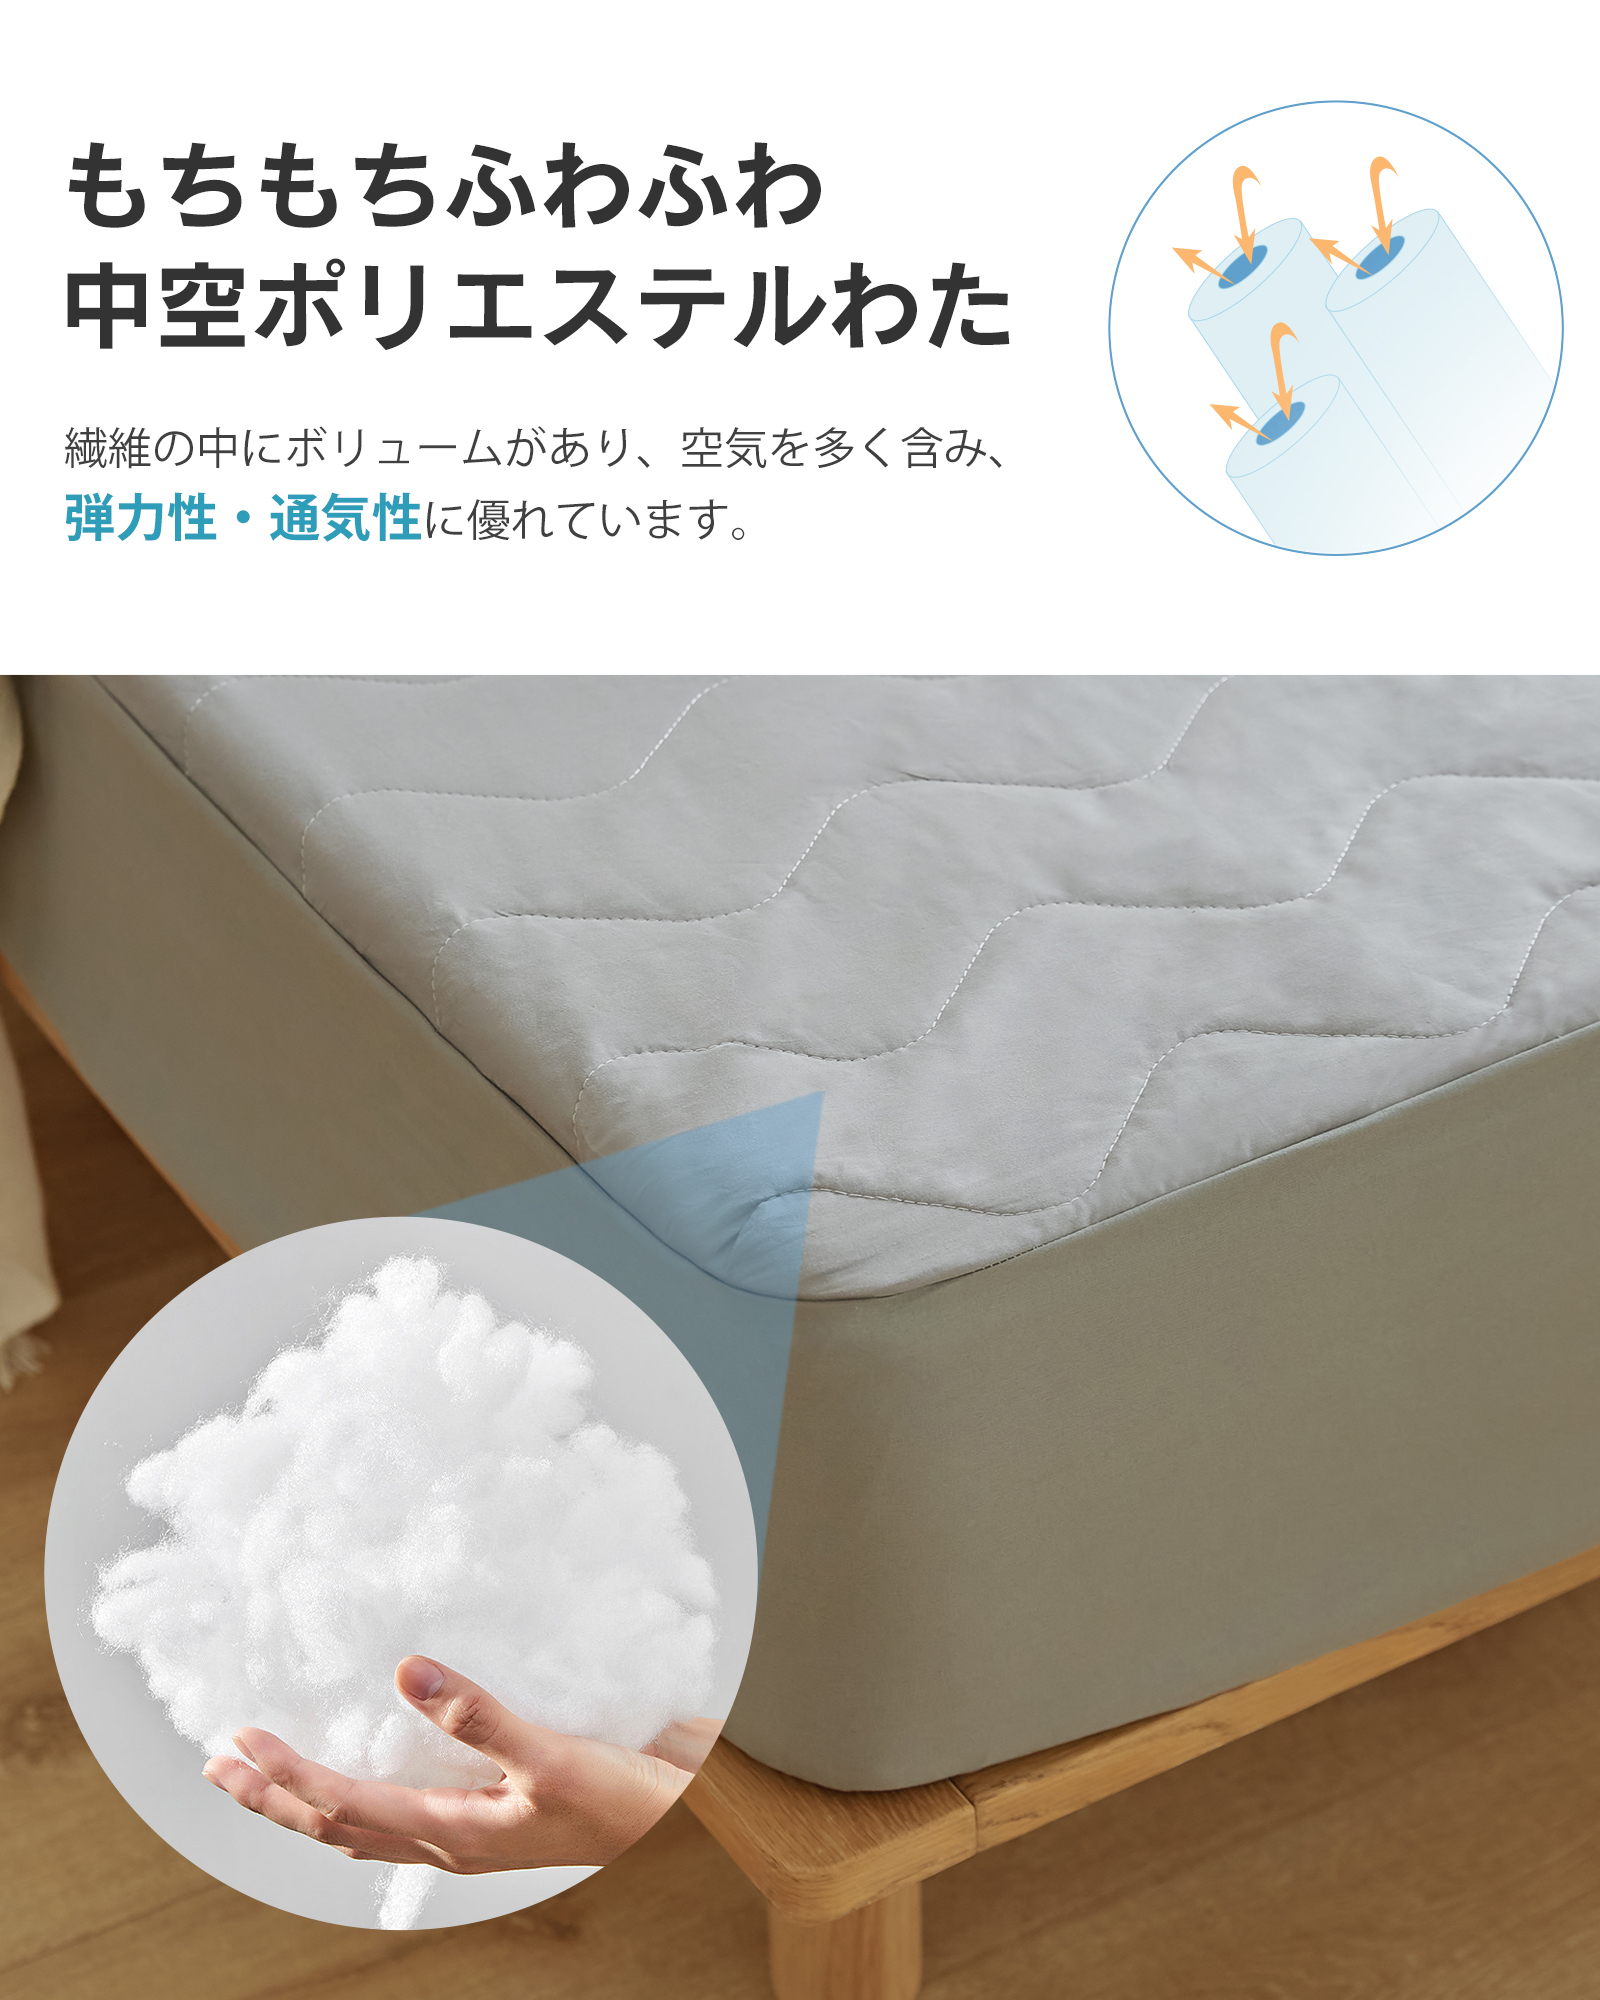 もちもちふわふわ
中空ポリエステルわた
繊維の中にボリュームがあり、空気を多く含み、
弾力性・通気性に優れています。